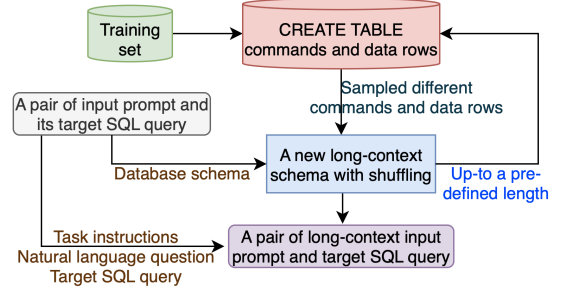 Training
set
CREATE TABLE
commands and data rows
Sampled different
commands and data rows
A pair of input prompt and
its target SQL query
Database schema
A new long-context
schema with shuffling
Up-to a pre-
defined length
Task instructions
Natural language question
Target SQL query
A pair of long-context input
prompt and target SQL query